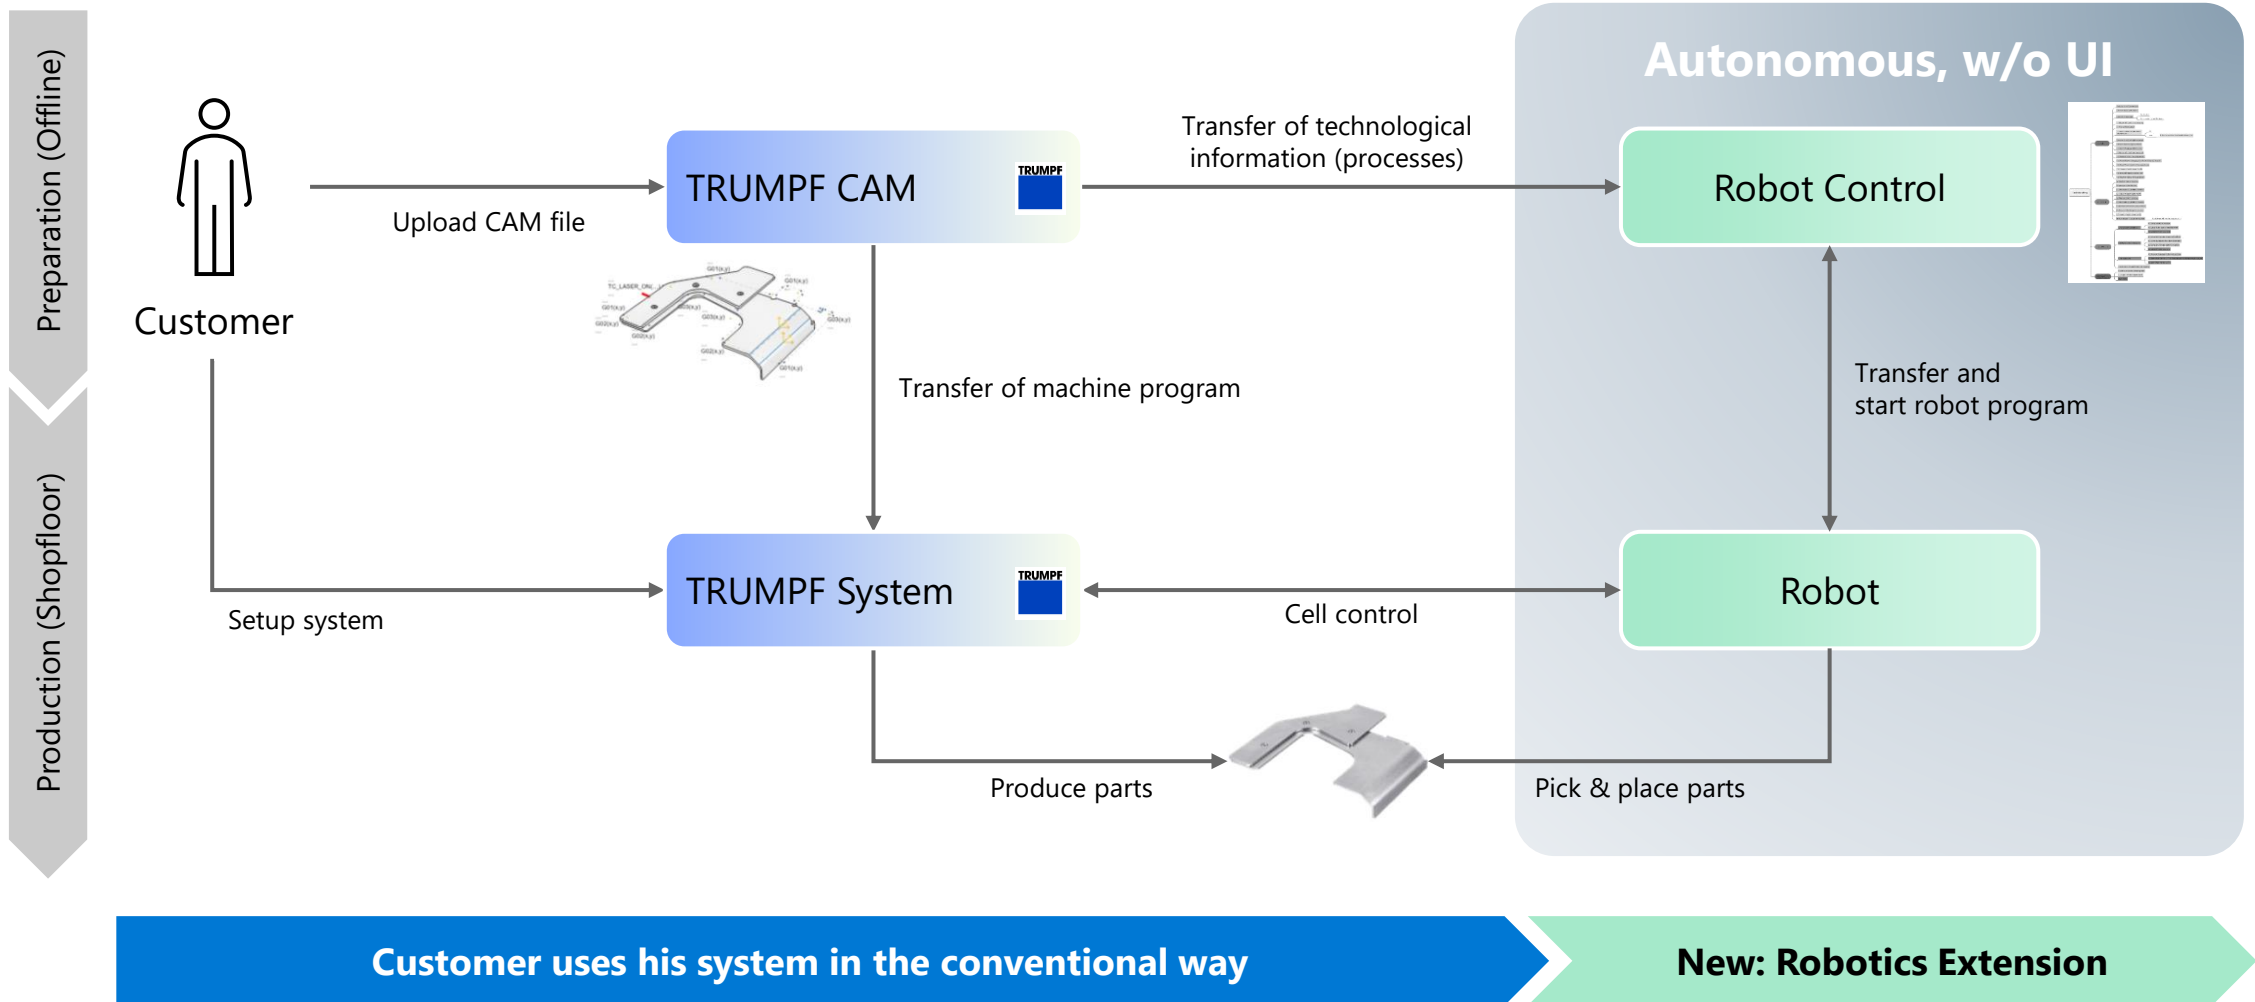 Autonomous, w/o UI
Preparation (Offline)
Transfer of technological
information (processes)
TRUMPF CAM
TRUMPF
Robot Control
Upload CAM file
Customer
Transfer of machine program
Transfer and
start robot program
Production (Shopfloor)
TRUMPF System
TRUMPF
Robot
Setup system
Cell control
Produce parts
Pick & place parts
Customer uses his system in the conventional way
New: Robotics Extension